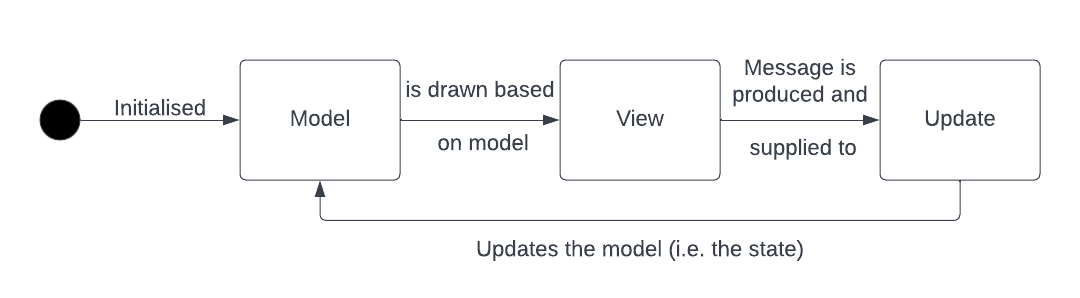 Initialised
Model
is drawn based
on model
View
Message is
produced and
supplied to
Update
Updates the model (i.e. the state)